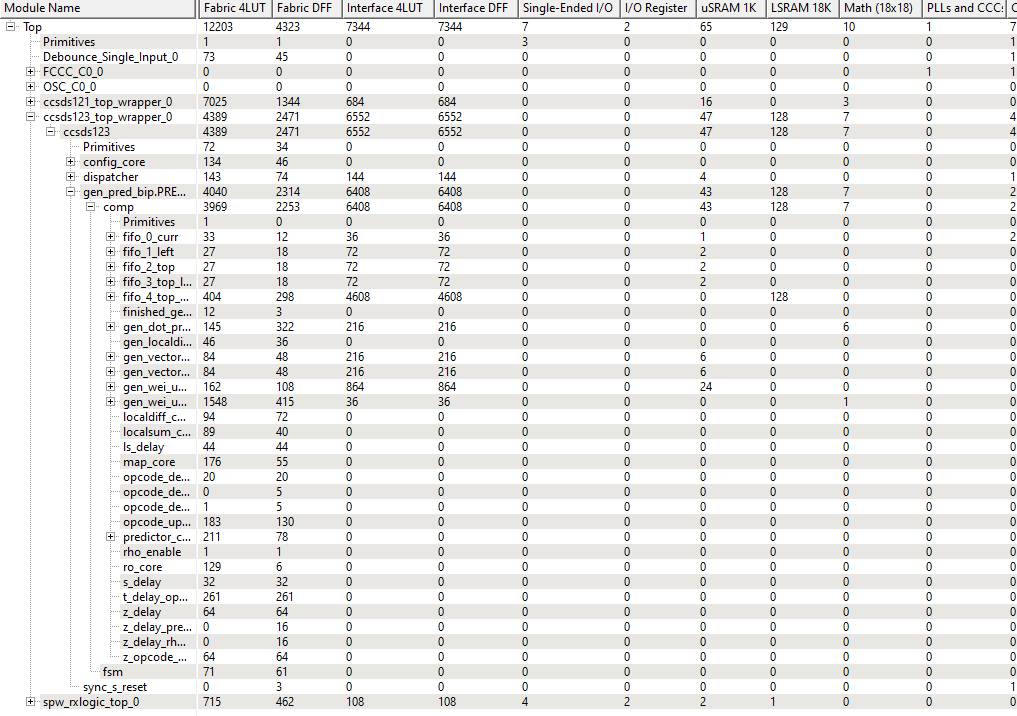 Module Name Fabric 4LUT Fabric DFF Interface 4LUT Interface DFF Single-Ended I/O I/O Register uSRAM 1K LSRAM 18K Math (18x18) PLLs and CCC: C
Top 12203 4323 7344 7344 7 2 65 129 10 1 7
Primitives 1 1 0 0 3 0 0 0 0 0 1
Debounce_Single_Input_0 73 45 0 0 0 0 0 0 0 0 1
FCCC_C0_0 0 0 0 0 0 0 0 0 0 1 1
OSC_C0_0 0 0 0 0 0 0 0 0 0 0 0
ccsds121_top_wrapper_0 7025 1344 684 684 0 0 16 0 3 0 0
ccsds123_top_wrapper_0 4389 2471 6552 6552 0 0 47 128 7 0 4
ccsds123 4389 2471 6552 6552 0 0 47 128 7 0 4
Primitives 72 34 0 0 0 0 0 0 0 0 0
config_core 134 46 0 0 0 0 0 0 0 0 0
dispatcher 143 74 144 144 0 0 4 0 0 0 1
gen_pred_bip.PRE... 4040 2314 6408 6408 0 0 43 128 7 0 2
comp 3969 2253 6408 6408 0 0 43 128 7 0 2
Primitives 1 0 0 0 0 0 0 0 0 0 0
fifo_0_curr 33 12 36 36 0 0 1 0 0 0 2
fifo_1_left 27 18 72 72 0 0 2 0 0 0 0
fifo_2_top 27 18 72 72 0 0 2 0 0 0 0
fifo_3_top_l... 27 18 72 72 0 0 2 0 0 0 0
fifo_4_top_... 404 298 4608 4608 0 0 0 128 0 0 0
finished_ge... 12 3 0 0 0 0 0 0 0 0 0
gen_dot_pr... 145 322 216 216 0 0 0 0 6 0 0
gen_localdi... 46 36 0 0 0 0 0 0 0 0 0
gen_vector... 84 48 216 216 0 0 6 0 0 0 0
gen_vector... 84 48 216 216 0 0 6 0 0 0 0
gen_wei_u... 162 108 864 864 0 0 24 0 0 0 0
gen_wei_u... 1548 415 36 36 0 0 0 0 1 0 0
localdiff_c... 94 72 0 0 0 0 0 0 0 0 0
localsum_c... 89 40 0 0 0 0 0 0 0 0 0
ls_delay 44 44 0 0 0 0 0 0 0 0 0
map_core 176 55 0 0 0 0 0 0 0 0 0
opcode_de... 20 20 0 0 0 0 0 0 0 0 0
opcode_de... 0 5 0 0 0 0 0 0 0 0 0
opcode_de... 1 5 0 0 0 0 0 0 0 0 0
opcode_up... 183 130 0 0 0 0 0 0 0 0 0
predictor_c... 211 78 0 0 0 0 0 0 0 0 0
rho_enable 1 1 0 0 0 0 0 0 0 0 0
ro_core 129 6 0 0 0 0 0 0 0 0 0
s_delay 32 32 0 0 0 0 0 0 0 0 0
t_delay_op... 261 261 0 0 0 0 0 0 0 0 0
z_delay 64 64 0 0 0 0 0 0 0 0 0
z_delay_pre... 0 16 0 0 0 0 0 0 0 0 0
z_delay_rh... 0 16 0 0 0 0 0 0 0 0 0
z_opcode_... 64 64 0 0 0 0 0 0 0 0 0
fsm 71 61 0 0 0 0 0 0 0 0 0
sync_s_reset 0 3 0 0 0 0 0 0 0 0 1
spw_rxlogic_top_0 715 462 108 108 4 2 2 1 0 0 0